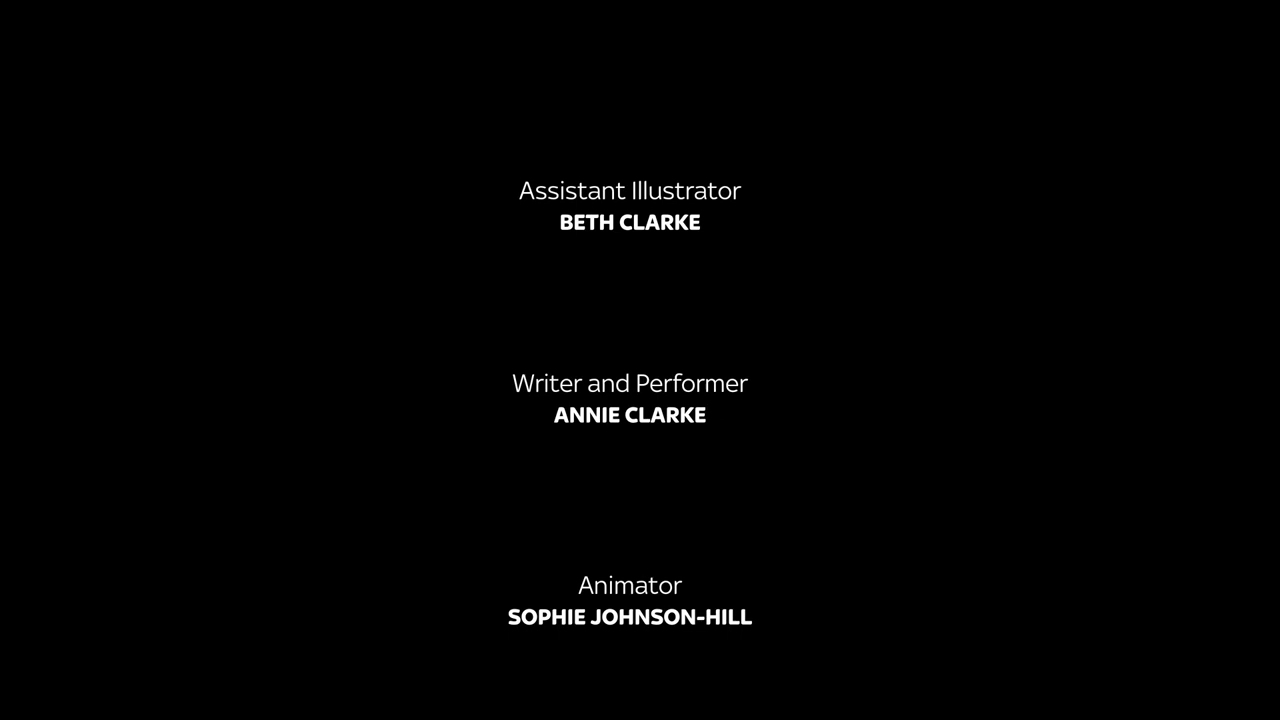 Assistant Illustrator
BETH CLARKE
Writer and Performer
ANNIE CLARKE
Animator
SOPHIE JOHNSON-HILL